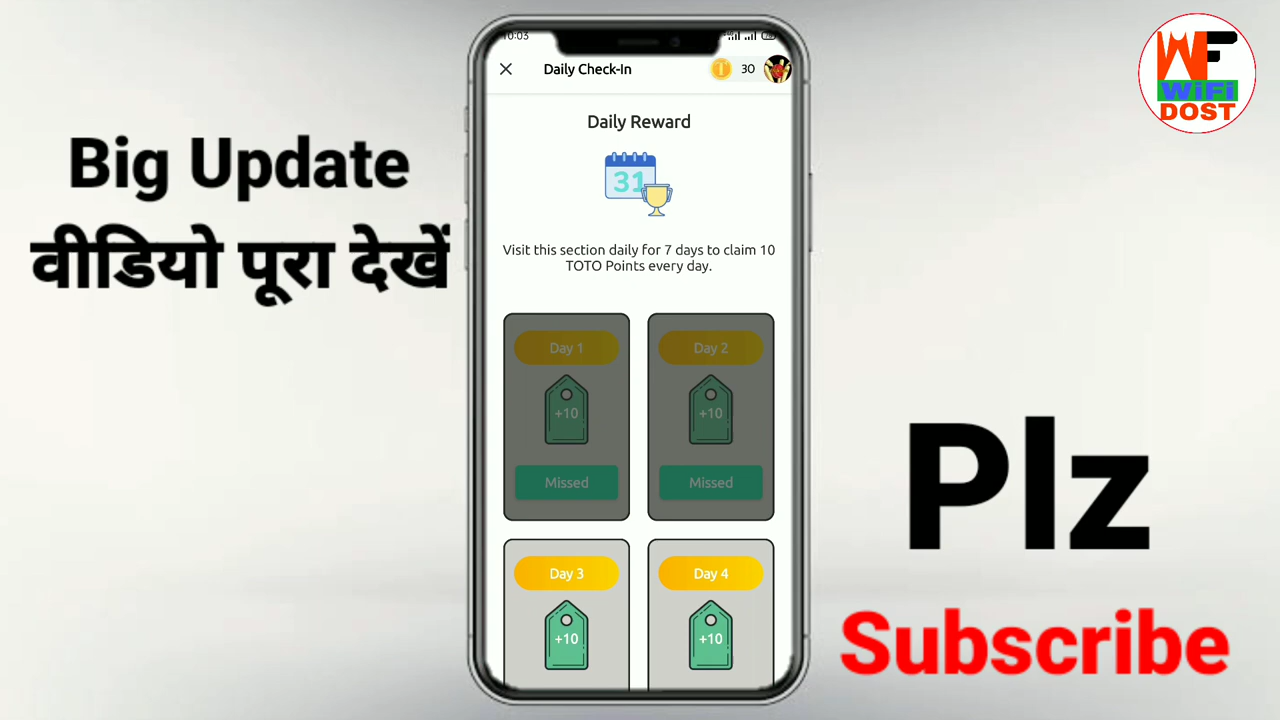 10:03
Daily Check-In
30
WF
WiFi
DOST
Big Update
वीडियो पूरा देखें
Daily Reward
31
Visit this section daily for 7 days to claim 10
TOTO Points every day.
Day 1
Day 2
+10
+10
Missed
Missed
Day 3
Day 4
+10
+10
Plz
Subscribe